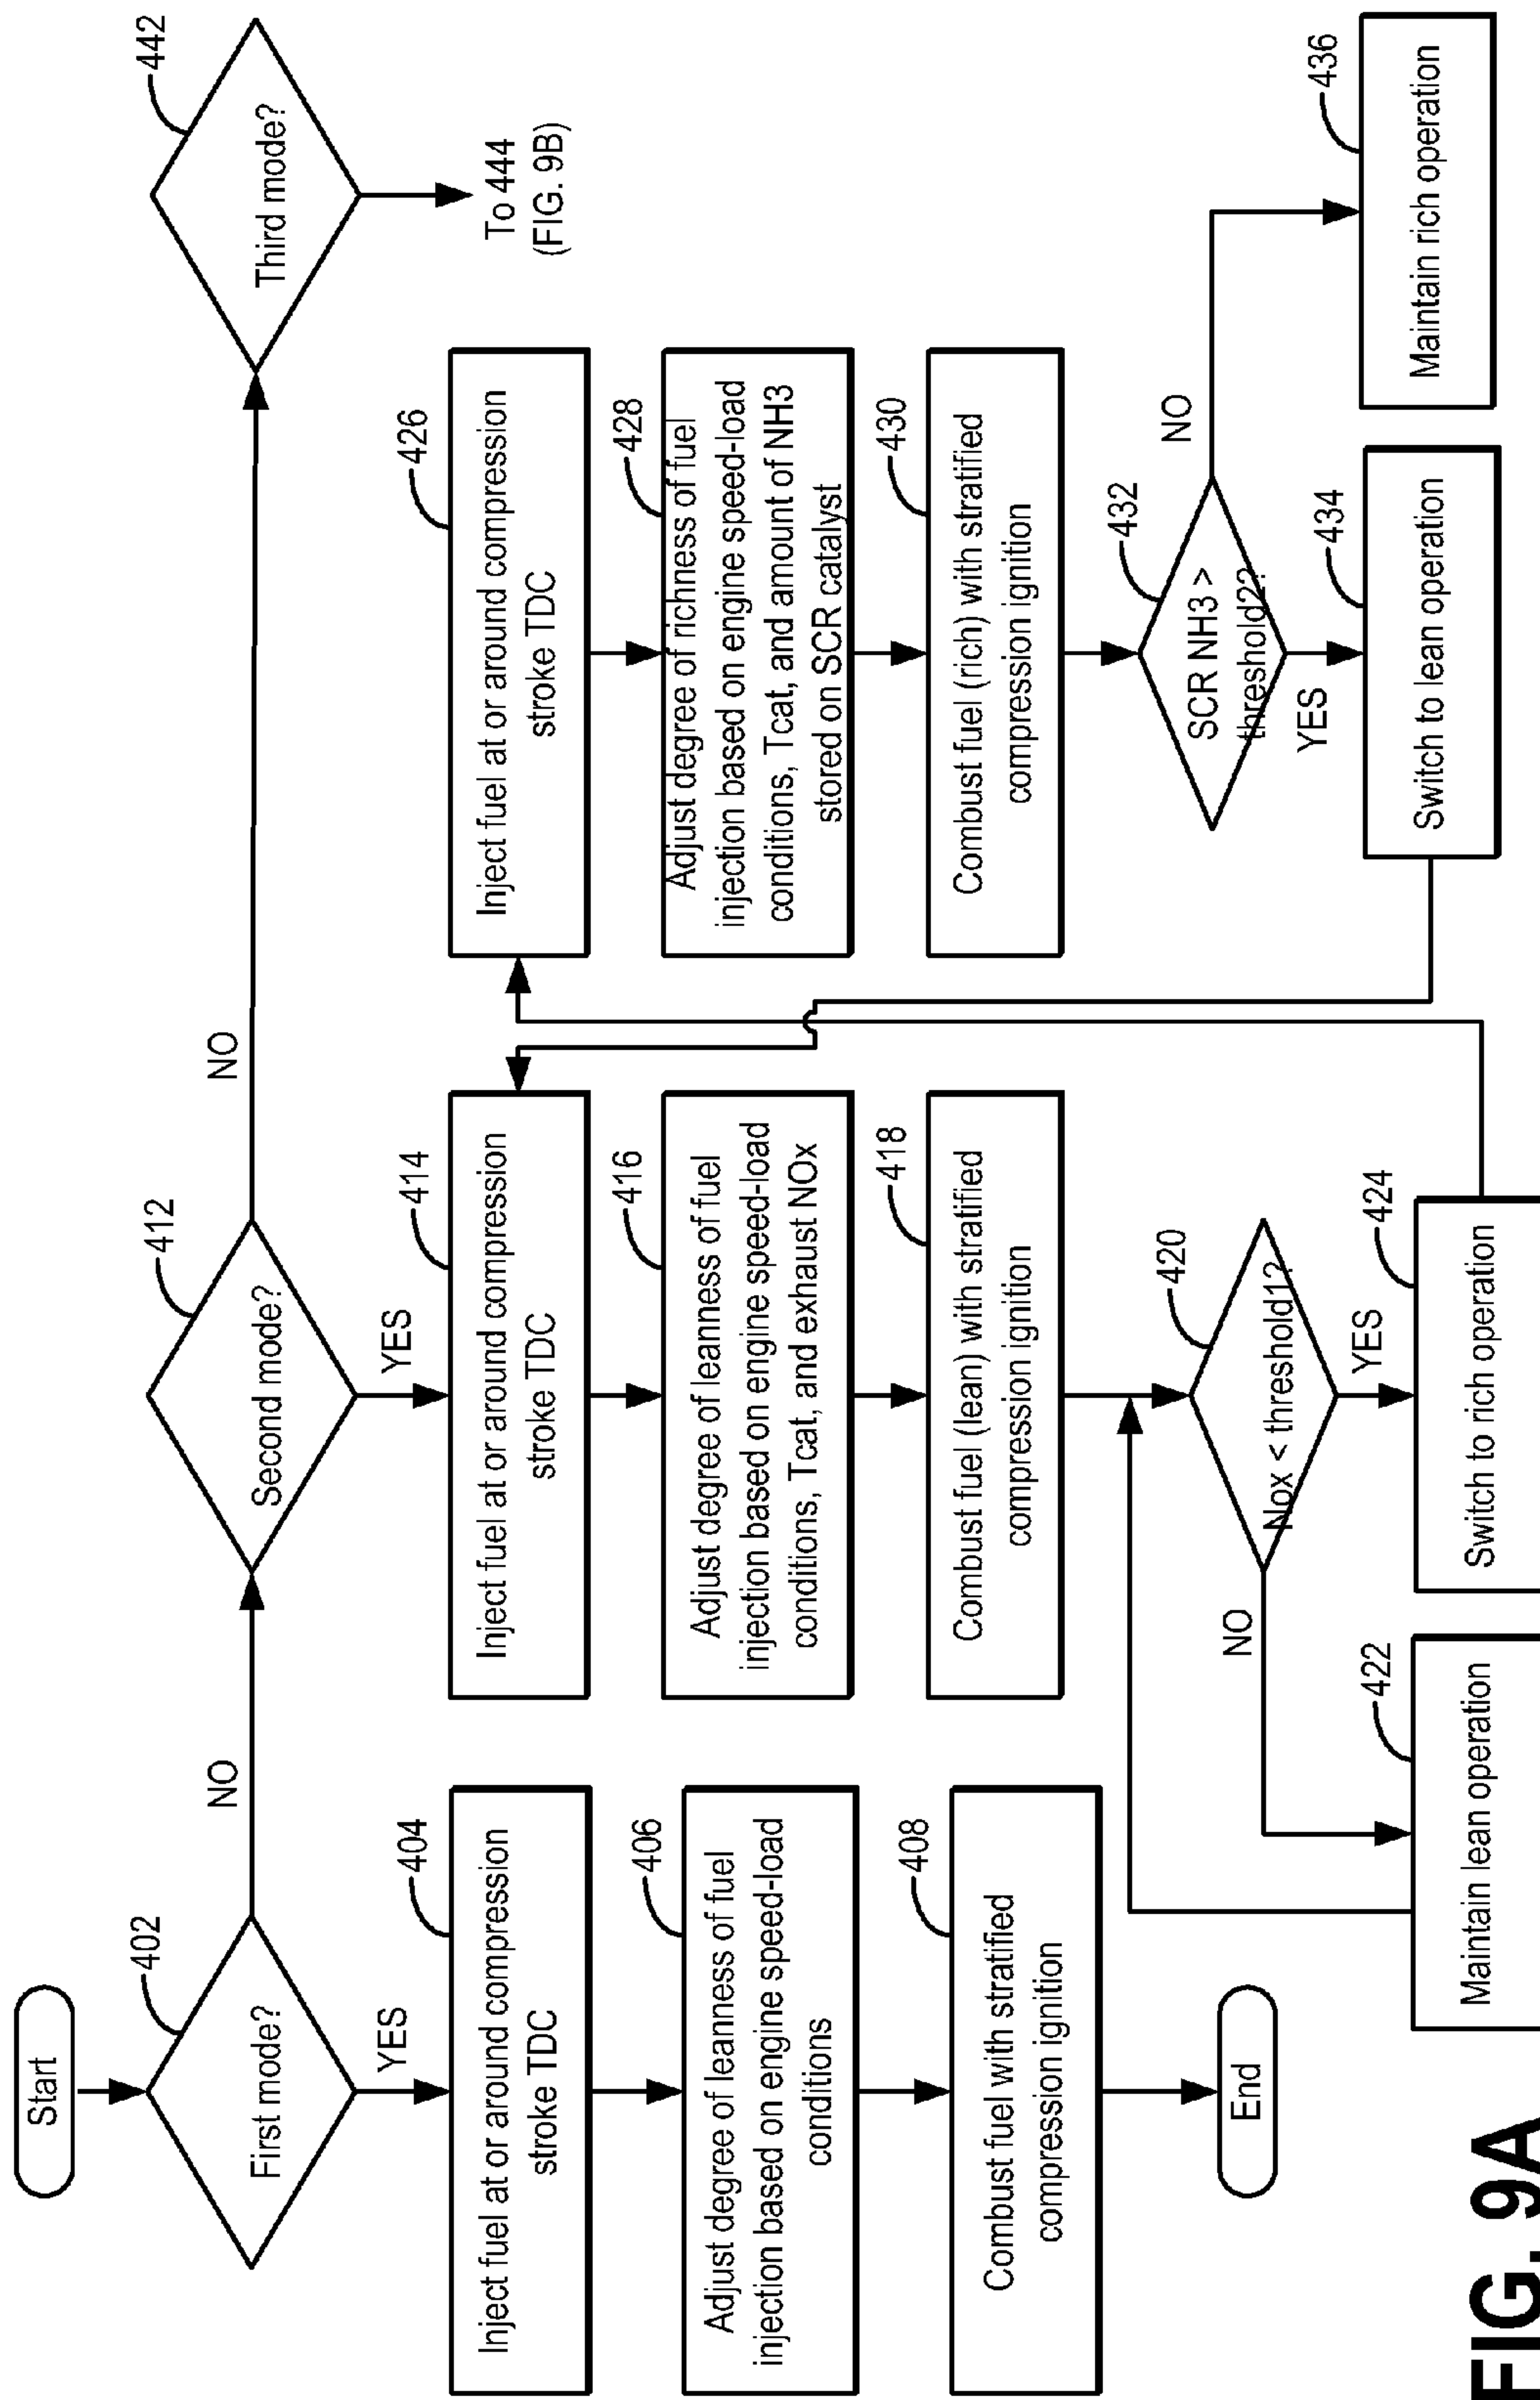 Start
402
First mode?
NO
YES
404
Inject fuel at or around compression
stroke TDC
406
Adjust degree of leanness of fuel
injection based on engine speed-load
conditions
408
Combust fuel with stratified
compression ignition
End
412
Second mode?
NO
YES
414
Inject fuel at or around compression
stroke TDC
416
Adjust degree of leanness of fuel
injection based on engine speed-load
conditions, Tcat, and exhaust NOx
418
Combust fuel (lean) with stratified
compression ignition
420
Nox < threshold1?
NO
YES
422
Maintain lean operation
424
Switch to rich operation
426
Inject fuel at or around compression
stroke TDC
428
Adjust degree of richness of fuel
injection based on engine speed-load
conditions, Tcat, and amount of NH3
stored on SCR catalyst
430
Combust fuel (rich) with stratified
compression ignition
432
SCR NH3 >
threshold2?
NO
YES
434
Switch to lean operation
436
Maintain rich operation
442
Third mode?
To 444
(FIG. 9B)
FIG. 9A